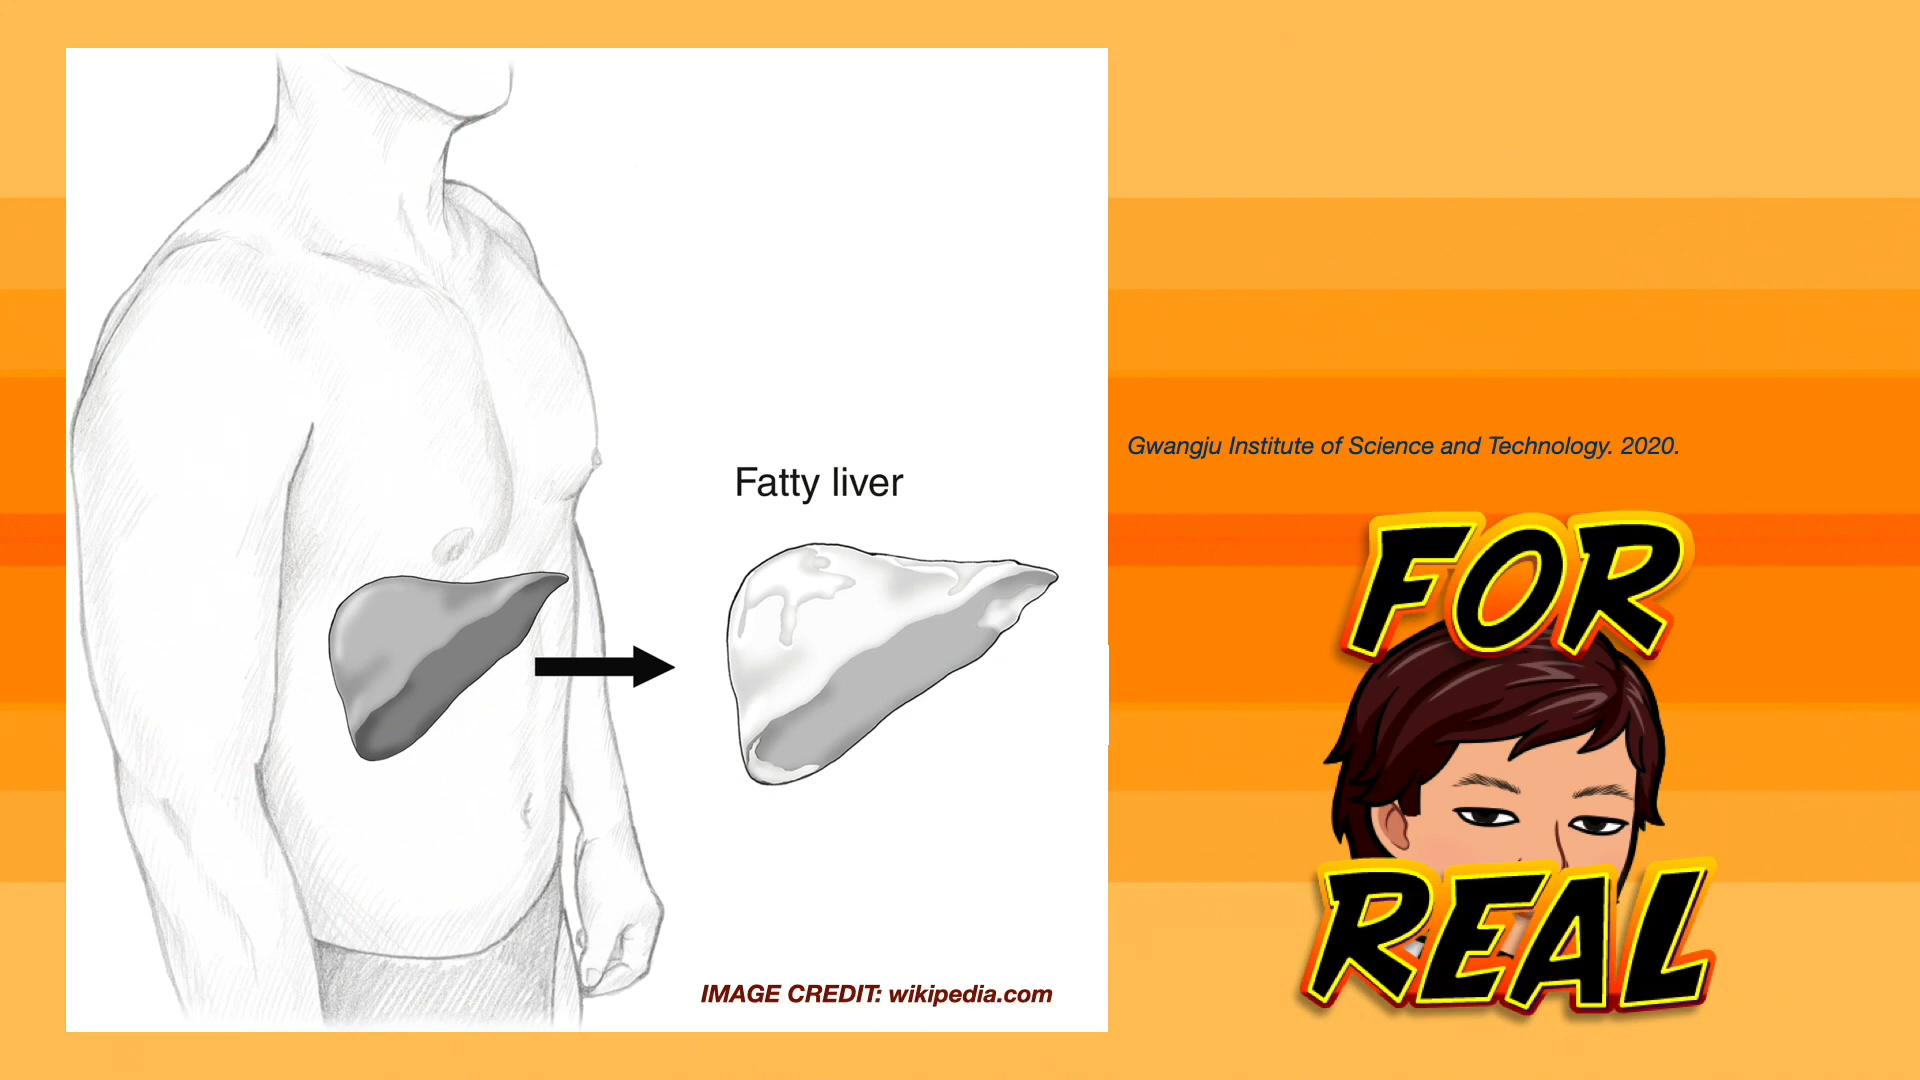 Fatty liver
IMAGE CREDIT: wikipedia.com
Gwangju Institute of Science and Technology. 2020.
FOR
REAL